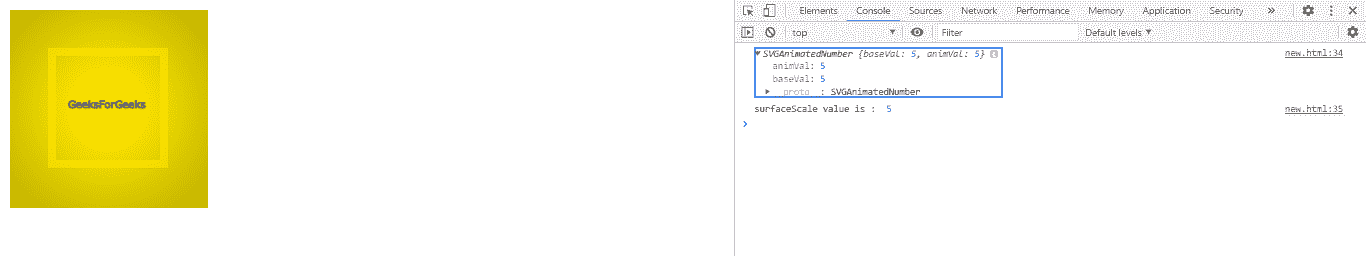 GeeksForGeeks
Elements Console Sources Network Performance Memory Application Security »
top Filter Default levels
SVGAnimatedNumber {baseVal: 5, animVal: 5} new.html:34
animVal: 5
baseVal: 5
proto : SVGAnimatedNumber
surfaceScale value is : 5 new.html:35